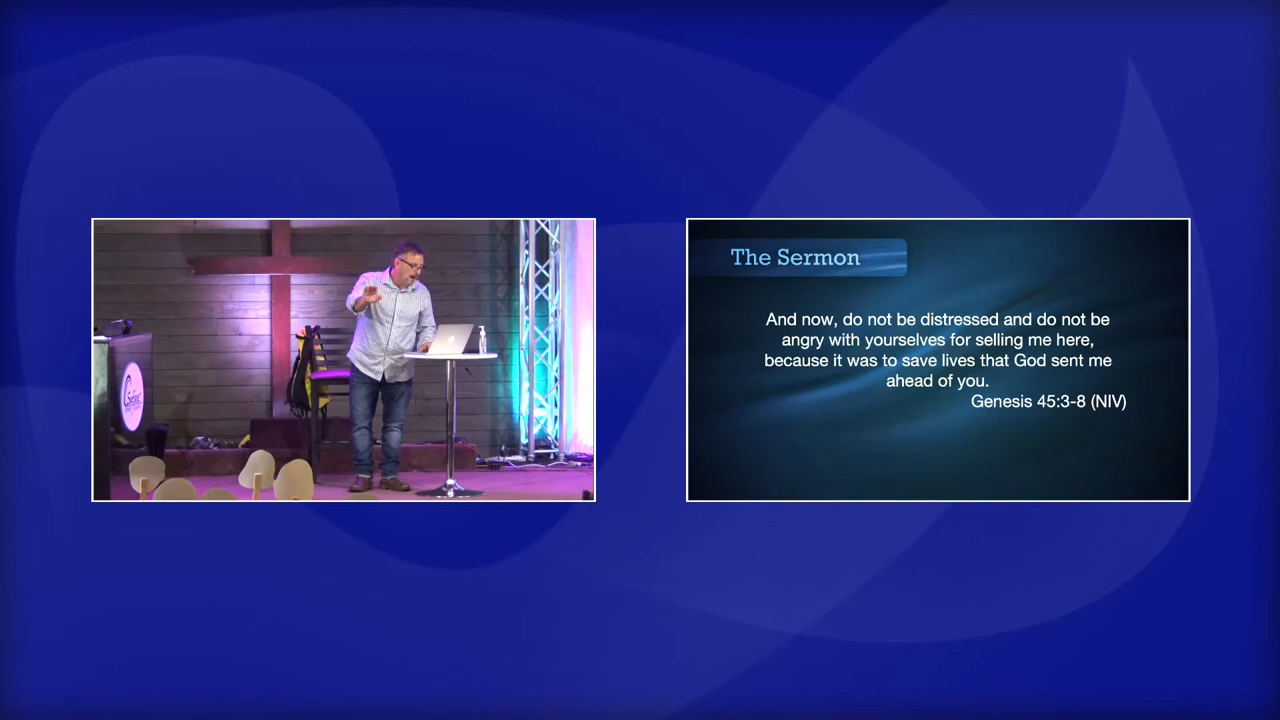 The Sermon
And now, do not be distressed and do not be
angry with yourselves for selling me here,
because it was to save lives that God sent me
ahead of you.
Genesis 45:3-8 (NIV)